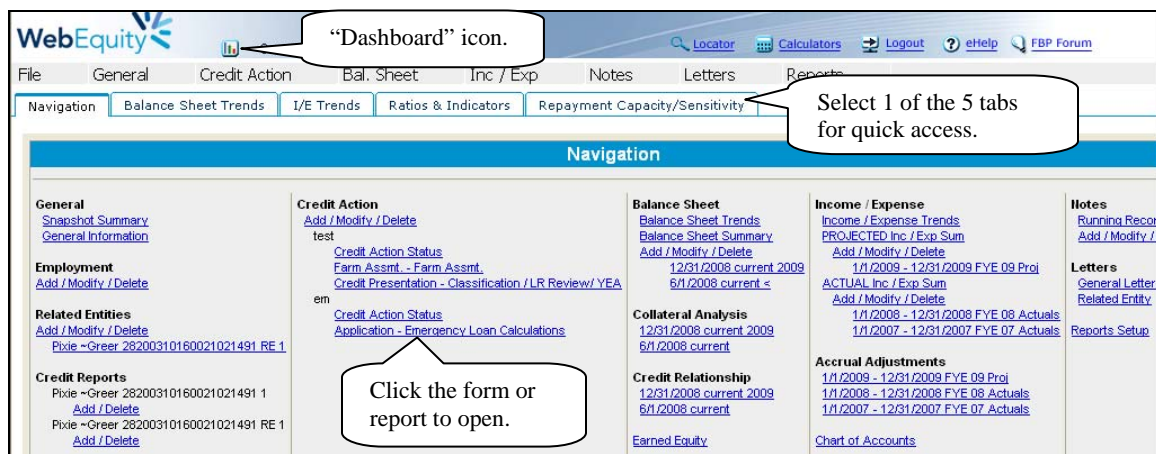 WebEquity
"Dashboard" icon.
Locator Calculators Logout eHelp FBP Forum
File General Credit Action Bal. Sheet Inc / Exp Notes Letters Reports
Navigation Balance Sheet Trends I/E Trends Ratios & Indicators Repayment Capacity/Sensitivity
Select 1 of the 5 tabs
for quick access.
Navigation
General
Snapshot Summary
General Information
Employment
Add / Modify / Delete
Related Entities
Add / Modify / Delete
Pixie ~Greer 28200310160021021491 RE 1
Credit Reports
Pixie ~Greer 28200310160021021491 1
Add / Delete
Pixie ~Greer 28200310160021021491 RE 1
Add / Delete
Credit Action
Add / Modify / Delete
test
Credit Action Status
Farm Assmt. - Farm Assmt.
Credit Presentation - Classification / LR Review/ YEA
em
Credit Action Status
Application - Emergency Loan Calculations
Click the form or
report to open.
Balance Sheet
Balance Sheet Trends
Balance Sheet Summary
Add / Modify / Delete
12/31/2008 current 2009
6/1/2008 current <
Collateral Analysis
12/31/2008 current 2009
6/1/2008 current
Credit Relationship
12/31/2008 current 2009
6/1/2008 current
Earned Equity
Income / Expense
Income / Expense Trends
PROJECTED Inc / Exp Sum
Add / Modify / Delete
1/1/2009 - 12/31/2009 FYE 09 Proj
ACTUAL Inc / Exp Sum
Add / Modify / Delete
1/1/2008 - 12/31/2008 FYE 08 Actuals
1/1/2007 - 12/31/2007 FYE 07 Actuals
Accrual Adjustments
1/1/2009 - 12/31/2009 FYE 09 Proj
1/1/2008 - 12/31/2008 FYE 08 Actuals
1/1/2007 - 12/31/2007 FYE 07 Actuals
Chart of Accounts
Notes
Running Recor
Add / Modify /
Letters
General Letter
Related Entity
Reports Setup